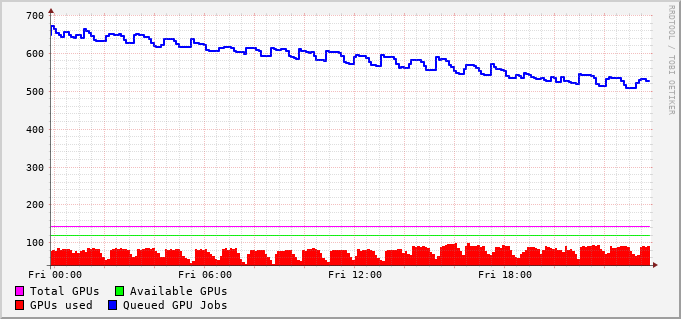 700
600
500
400
300
200
100
Fri 00:00 Fri 06:00 Fri 12:00 Fri 18:00
Total GPUs Available GPUs
GPUs used Queued GPU Jobs
RRDTOOL / TOBI OETIKER